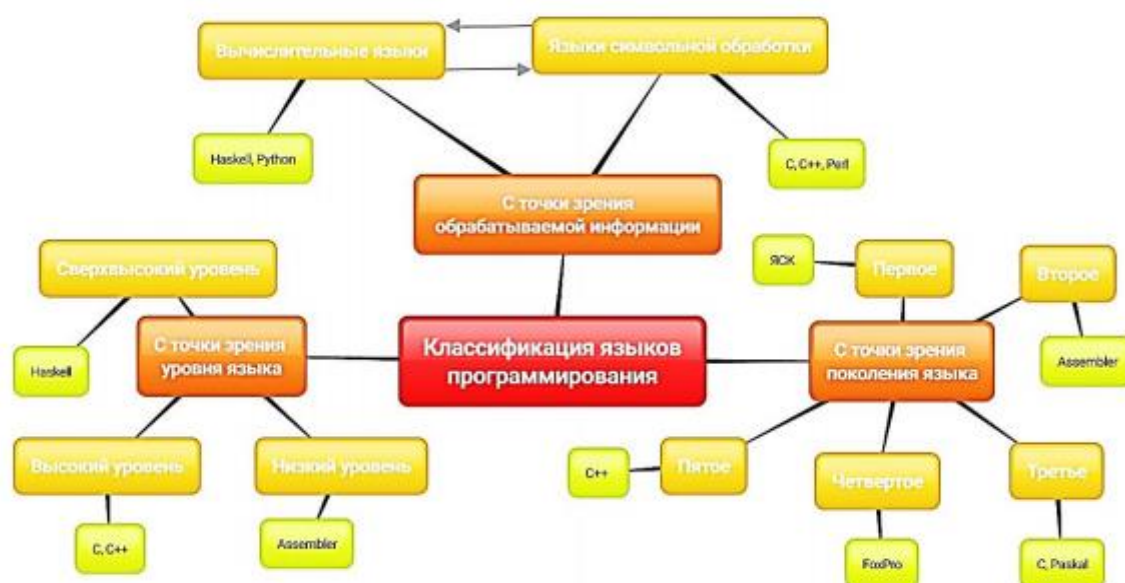 Вычислительные языки
Языки символьной обработки
Haskell, Python
C, C++, Perl
С точки зрения
обрабатываемой информации
Сверхвысокий уровень
ЯСК
Первое
Второе
С точки зрения
уровня языка
Классификация языков
программирования
С точки зрения
поколения языка
Haskell
Assembler
Высокий уровень
Низкий уровень
C++
Пятое
Четвертое
Третье
C, C++
Assembler
FoxPro
C, Paskal